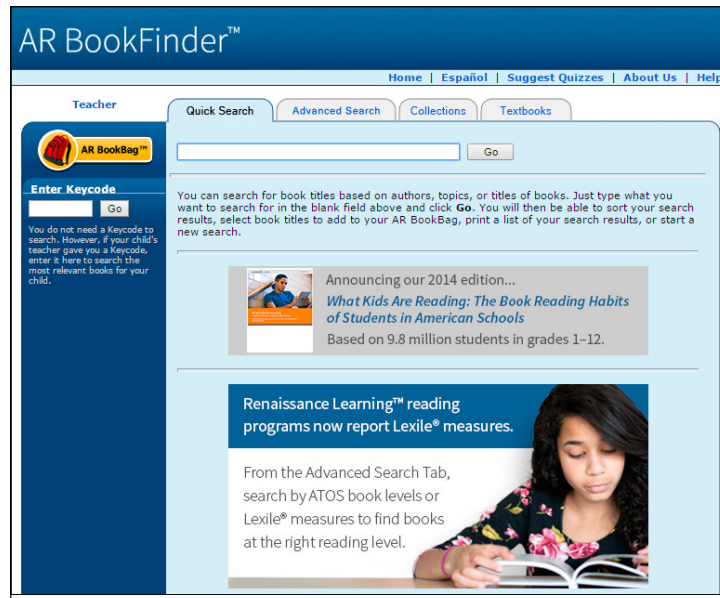 AR BookFinder™
Home | Español | Suggest Quizzes | About Us | Help
Teacher
Quick Search
Advanced Search
Collections
Textbooks
AR BookBag™
Go
Enter Keycode
Go
You do not need a Keycode to
search. However, if your child's
teacher gave you a Keycode,
enter it here to search the
most relevant books for your
child.
You can search for book titles based on authors, topics, or titles of books. Just type what you
want to search for in the blank field above and click Go. You will then be able to sort your search
results, select book titles to add to your AR BookBag, print a list of your search results, or start a
new search.
Announcing our 2014 edition...
What Kids Are Reading: The Book Reading Habits
of Students in American Schools
Based on 9.8 million students in grades 1–12.
Renaissance Learning™ reading
programs now report Lexile® measures.
From the Advanced Search Tab,
search by ATOS book levels or
Lexile® measures to find books
at the right reading level.